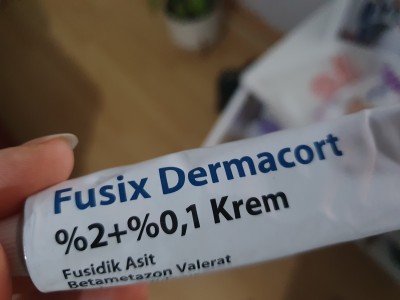 Fusix Dermacort
%2+%0,1 Krem
Fusidik Asit
Betametazon Valerat